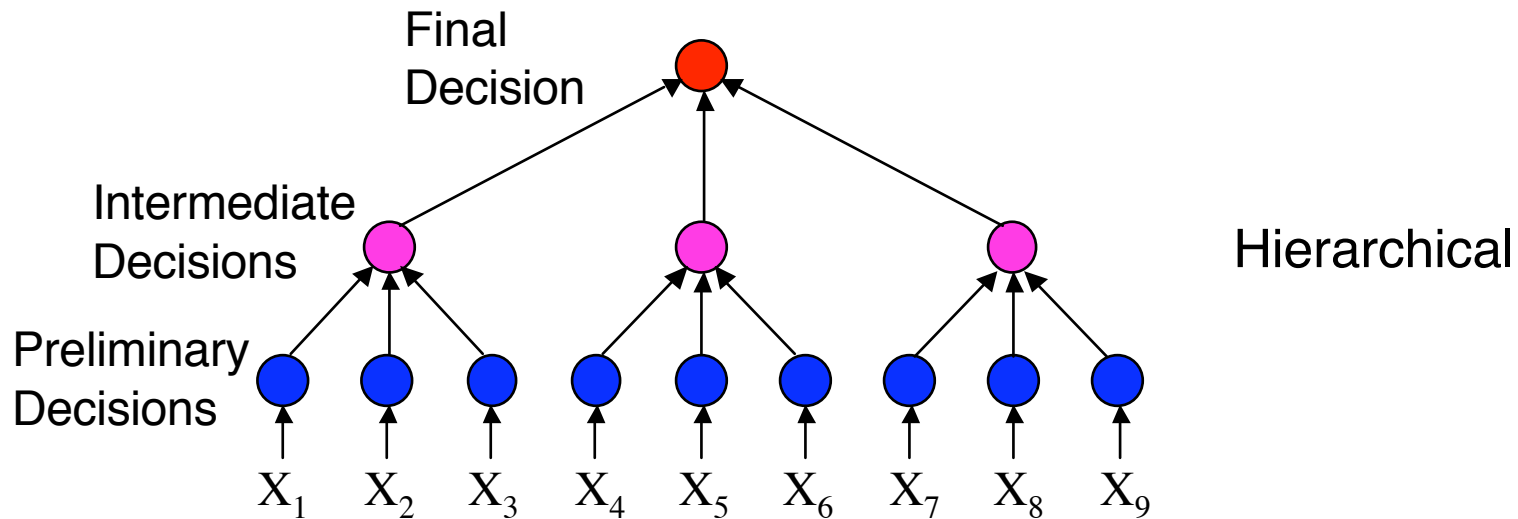 Final
Decision
Intermediate
Decisions
Hierarchical
Preliminary
Decisions
X₁ X₂ X₃ X₄ X₅ X₆ X₇ X₈ X₉